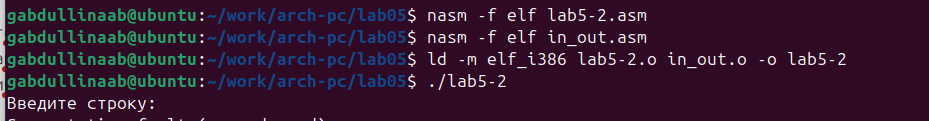 gabdullinaab@ubuntu:~/work/arch-pc/lab05$ nasm -f elf lab5-2.asm
gabdullinaab@ubuntu:~/work/arch-pc/lab05$ nasm -f elf in_out.asm
gabdullinaab@ubuntu:~/work/arch-pc/lab05$ ld -m elf_i386 lab5-2.o in_out.o -o lab5-2
gabdullinaab@ubuntu:~/work/arch-pc/lab05$ ./lab5-2
Введите строку: